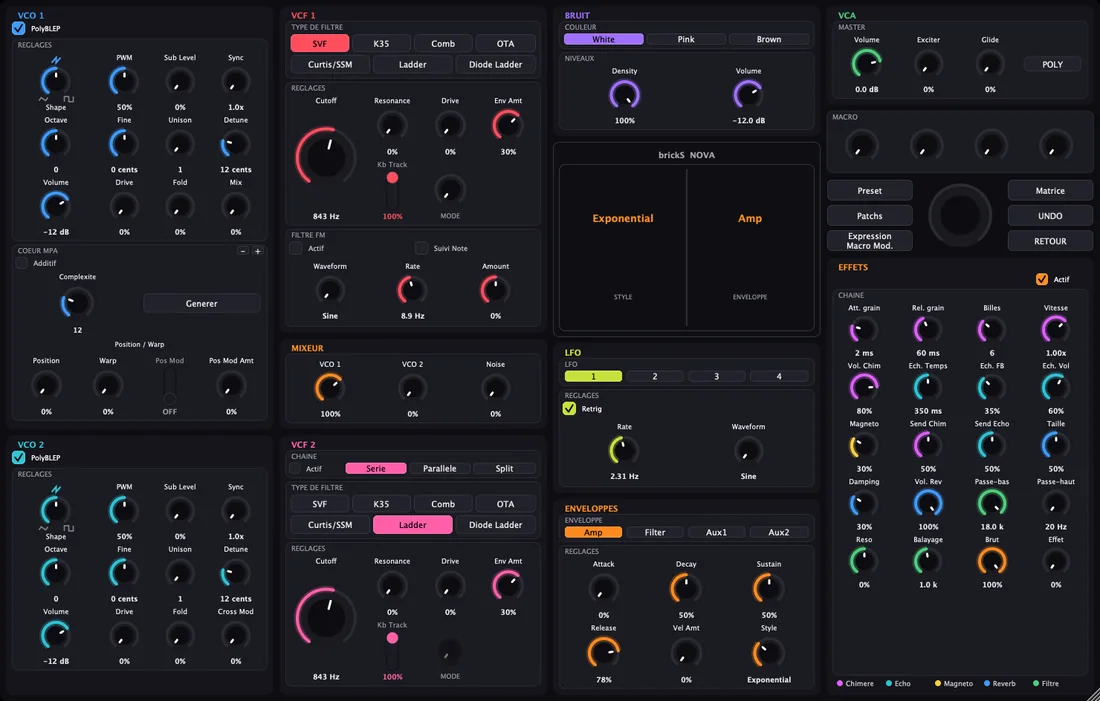 VCO 1
PolyBLEP
REGLAGES
PWM Sub Level Sync
Shape 50% 0% 1.0x
Octave Fine Unison Detune
0 0 cents 1 12 cents
Volume Drive Fold Mix
-12 dB 0% 0% 0%
COEUR MPA - +
Additif
Complexite
Generer
12
Position / Warp
Position Warp Pos Mod Pos Mod Amt
0% 0% OFF 0%
VCO 2
PolyBLEP
REGLAGES
PWM Sub Level Sync
Shape 50% 0% 1.0x
Octave Fine Unison Detune
0 0 cents 1 12 cents
Volume Drive Fold Cross Mod
-12 dB 0% 0% 0%
VCF 1
TYPE DE FILTRE
SVF K35 Comb OTA
Curtis/SSM Ladder Diode Ladder
REGLAGES
Cutoff Resonance Drive Env Amt
0% 0% 30%
Kb Track
843 Hz 100% MODE
FILTRE FM
Actif Suivi Note
Waveform Rate Amount
Sine 8.9 Hz 0%
MIXEUR
VCO 1 VCO 2 Noise
100% 0% 0%
VCF 2
CHAINE
Actif Serie Parallele Split
TYPE DE FILTRE
SVF K35 Comb OTA
Curtis/SSM Ladder Diode Ladder
REGLAGES
Cutoff Resonance Drive Env Amt
0% 0% 30%
Kb Track
843 Hz 100% MODE
BRUIT
COULEUR
White Pink Brown
NIVEAUX
Density Volume
100% -12.0 dB
brickS NOVA
Exponential Amp
STYLE ENVELOPPE
LFO
LFO
1 2 3 4
REGLAGES
Retrig
Rate Waveform
2.31 Hz Sine
ENVELOPPES
ENVELOPPE
Amp Filter Aux1 Aux2
REGLAGES
Attack Decay Sustain
0% 50% 50%
Release Vel Amt Style
78% 0% Exponential
VCA
MASTER
Volume Exciter Glide
POLY
0.0 dB 0% 0%
MACRO
Preset Matrice
Patchs UNDO
Expression
Macro Mod. RETOUR
EFFETS
Actif
CHAINE
Att. grain Rel. grain Billes Vitesse
2 ms 60 ms 6 1.00x
Vol. Chim Ech. Temps Ech. FB Ech. Vol
80% 350 ms 35% 60%
Magneto Send Chim Send Echo Taille
30% 50% 50% 50%
Damping Vol. Rev Passe-bas Passe-haut
30% 100% 18.0 k 20 Hz
Reso Balayage Brut Effet
0% 1.0 k 100% 0%
Chimere Echo Magneto Reverb Filtre